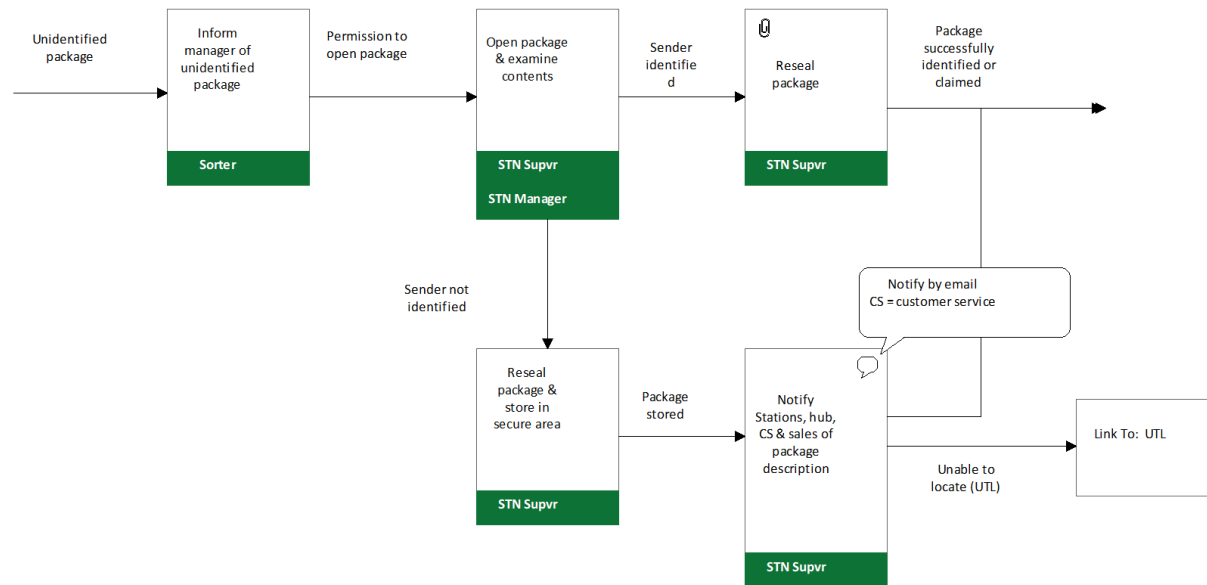 Unidentified
package
Inform
manager of
unidentified
package
Sorter
Permission to
open package
Open package
& examine
contents
STN Supvr
STN Manager
Sender
identifie
d
Reseal
package
STN Supvr
Package
successfully
identified or
claimed
Sender not
identified
Reseal
package &
store in
secure area
STN Supvr
Package
stored
Notify by email
CS = customer service
Notify
Stations, hub,
CS & sales of
package
description
STN Supvr
Unable to
locate (UTL)
Link To:  UTL